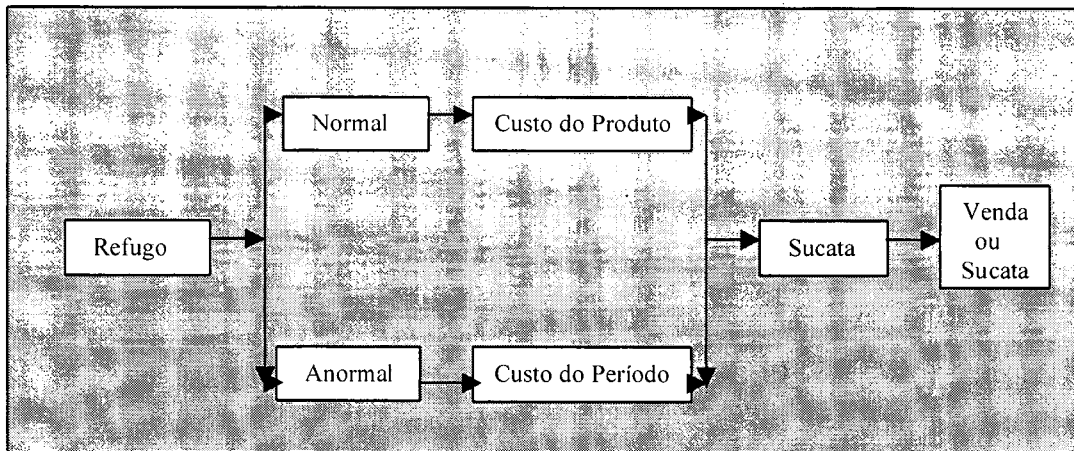 Normal
Custo do Produto
Refugo
Sucata
Venda
ou
Sucata
Anormal
Custo do Período